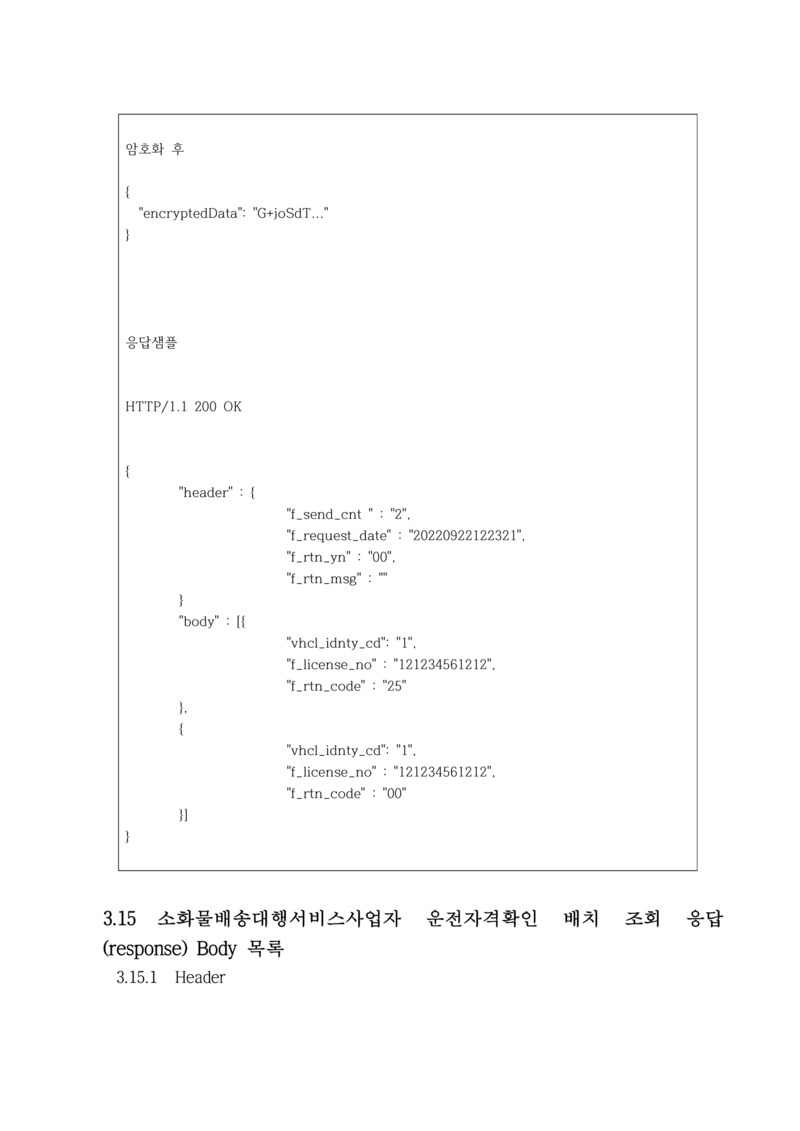 암호화 후
{
"encryptedData": "G+joSdT..."
}
응답샘플
HTTP/1.1 200 OK
{
"header" : {
"f_send_cnt " : "2",
"f_request_date" : "20220922122321",
"f_rtn_yn" : "00",
"f_rtn_msg" : ""
}
"body" : [{
"vhcl_idnty_cd": "1",
"f_license_no" : "121234561212",
"f_rtn_code" : "25"
},
{
"vhcl_idnty_cd": "1",
"f_license_no" : "121234561212",
"f_rtn_code" : "00"
}]
}
3.15 소화물배송대행서비스사업자 운전자격확인 배치 조회 응답
(response) Body 목록
3.15.1 Header